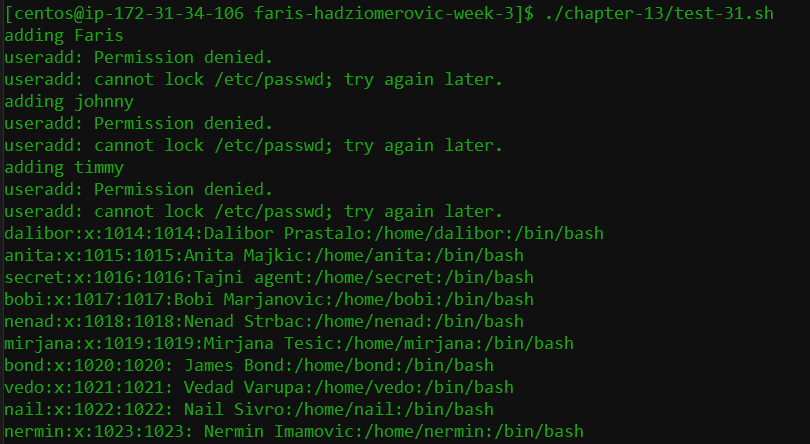 [centos@ip-172-31-34-106 faris-hadziomerovic-week-3]$ ./chapter-13/test-31.sh
adding Faris
useradd: Permission denied.
useradd: cannot lock /etc/passwd; try again later.
adding johnny
useradd: Permission denied.
useradd: cannot lock /etc/passwd; try again later.
adding timmy
useradd: Permission denied.
useradd: cannot lock /etc/passwd; try again later.
dalibor:x:1014:1014:Dalibor Prastalo:/home/dalibor:/bin/bash
anita:x:1015:1015:Anita Majkic:/home/anita:/bin/bash
secret:x:1016:1016:Tajni agent:/home/secret:/bin/bash
bobi:x:1017:1017:Bobi Marjanovic:/home/bobi:/bin/bash
nenad:x:1018:1018:Nenad Strbac:/home/nenad:/bin/bash
mirjana:x:1019:1019:Mirjana Tesic:/home/mirjana:/bin/bash
bond:x:1020:1020: James Bond:/home/bond:/bin/bash
vedo:x:1021:1021: Vedad Varupa:/home/vedo:/bin/bash
nail:x:1022:1022: Nail Sivro:/home/nail:/bin/bash
nermin:x:1023:1023: Nermin Imamovic:/home/nermin:/bin/bash